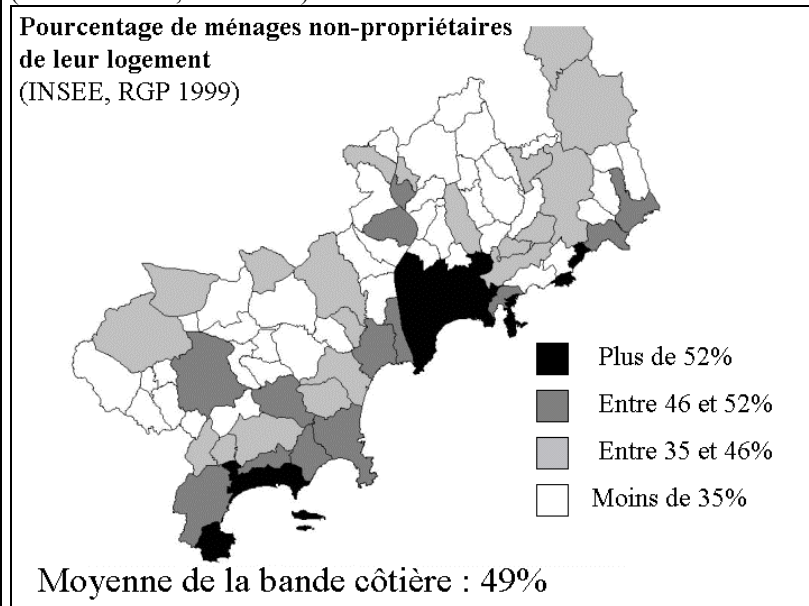 Pourcentage de ménages non-propriétaires
de leur logement
(INSEE, RGP 1999)
Plus de 52%
Entre 46 et 52%
Entre 35 et 46%
Moins de 35%
Moyenne de la bande côtière : 49%